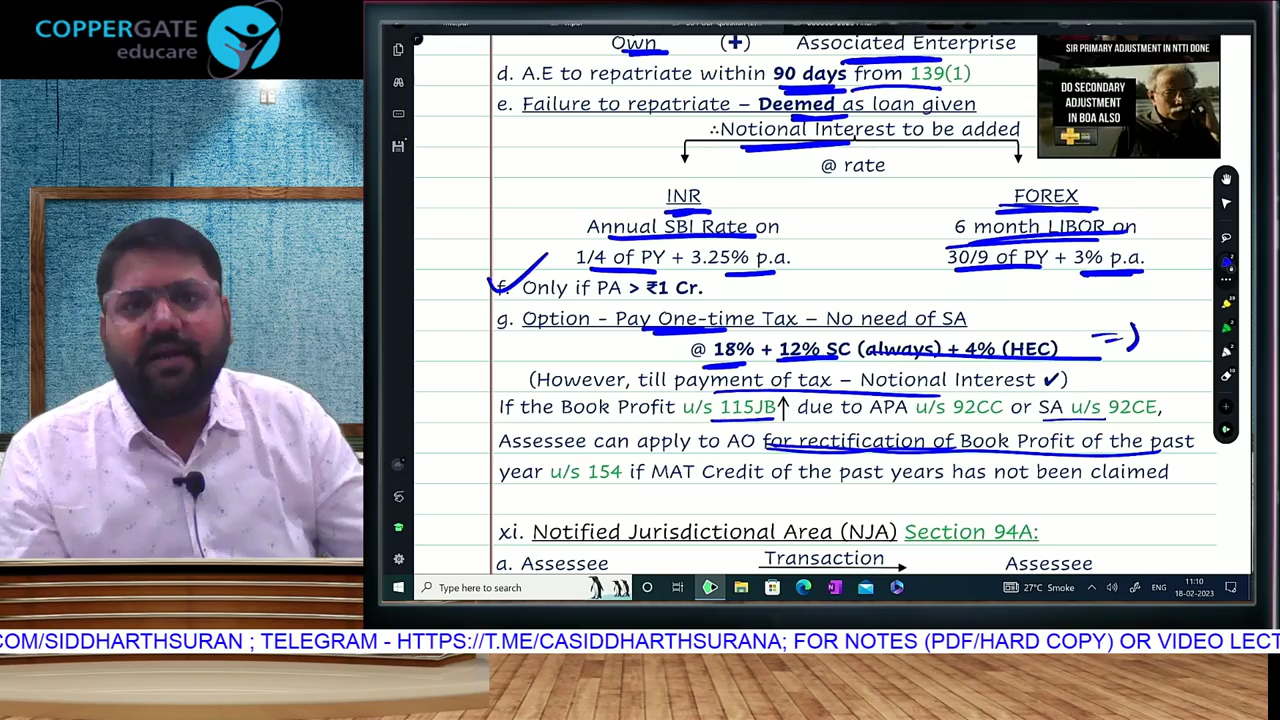 COPPERGATE
educare
Own (+) Associated Enterprise
d. A.E to repatriate within 90 days from 139(1)
e. Failure to repatriate – Deemed as loan given
∴Notional Interest to be added
@ rate
INR FOREX
Annual SBI Rate on 6 month LIBOR on
1/4 of PY + 3.25% p.a. 30/9 of PY + 3% p.a.
f. Only if PA > ₹1 Cr.
g. Option - Pay One-time Tax – No need of SA
@ 18% + 12% SC (always) + 4% (HEC)
(However, till payment of tax – Notional Interest ✓)
If the Book Profit u/s 115JB↑ due to APA u/s 92CC or SA u/s 92CE,
Assessee can apply to AO for rectification of Book Profit of the past
year u/s 154 if MAT Credit of the past years has not been claimed
xi. Notified Jurisdictional Area (NJA) Section 94A:
a. Assessee Transaction Assessee
SIR PRIMARY ADJUSTMENT IN NTTI DONE
DO SECONDARY
ADJUSTMENT
IN BOA ALSO
Type here to search
27°C Smoke
ENG
11:10
18-02-2023
COM/SIDDHARTHSURAN ; TELEGRAM - HTTPS://T.ME/CASIDDHARTHSURANA; FOR NOTES (PDF/HARD COPY) OR VIDEO LECT